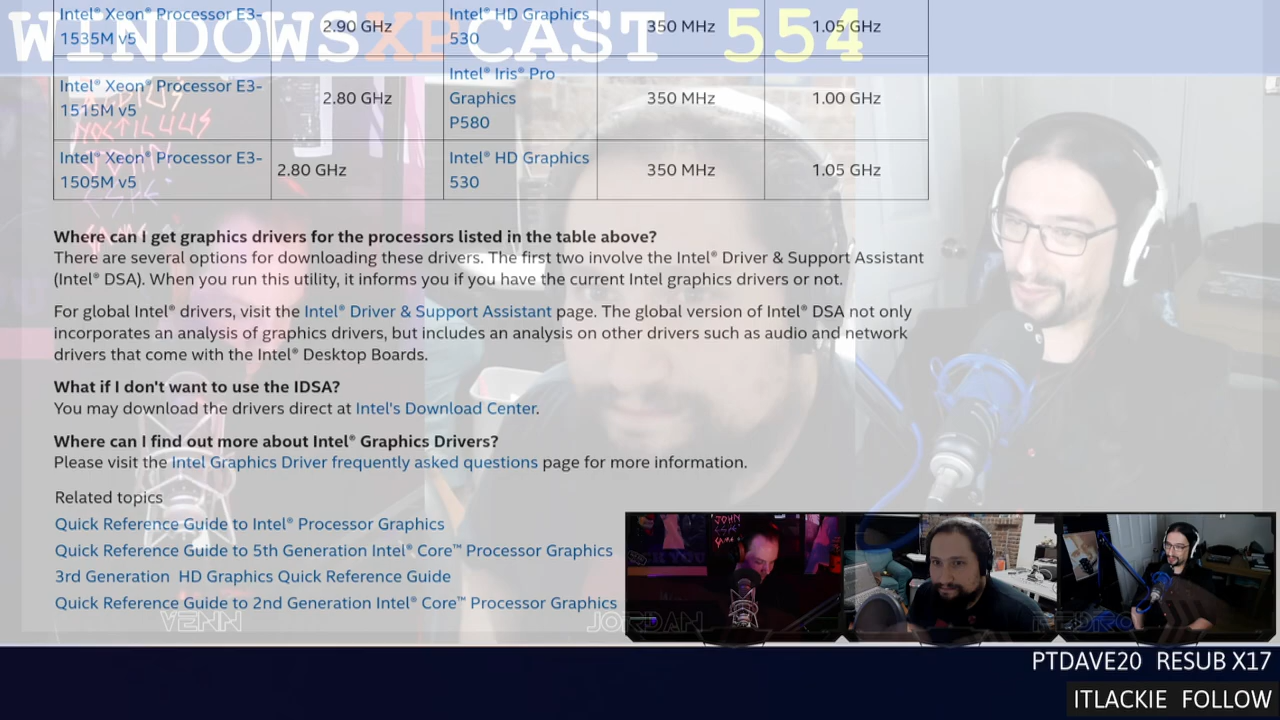 WINDOWSXPCAST 554
Intel® Xeon® Processor E3-
1535M v5
2.90 GHz
Intel® HD Graphics
530
350 MHz
1.05 GHz
Intel® Xeon® Processor E3-
1515M v5
2.80 GHz
Intel® Iris® Pro
Graphics
P580
350 MHz
1.00 GHz
Intel® Xeon® Processor E3-
1505M v5
2.80 GHz
Intel® HD Graphics
530
350 MHz
1.05 GHz
Where can I get graphics drivers for the processors listed in the table above?
There are several options for downloading these drivers. The first two involve the Intel® Driver & Support Assistant
(Intel® DSA). When you run this utility, it informs you if you have the current Intel graphics drivers or not.
For global Intel® drivers, visit the Intel® Driver & Support Assistant page. The global version of Intel® DSA not only
incorporates an analysis of graphics drivers, but includes an analysis on other drivers such as audio and network
drivers that come with the Intel® Desktop Boards.
What if I don't want to use the IDSA?
You may download the drivers direct at Intel's Download Center.
Where can I find out more about Intel® Graphics Drivers?
Please visit the Intel Graphics Driver frequently asked questions page for more information.
Related topics
Quick Reference Guide to Intel® Processor Graphics
Quick Reference Guide to 5th Generation Intel® Core™ Processor Graphics
3rd Generation HD Graphics Quick Reference Guide
Quick Reference Guide to 2nd Generation Intel® Core™ Processor Graphics
JOHN
VENN
JORDAN
PEDRO
PTDAVE20 RESUB X17
ITLACKIE FOLLOW